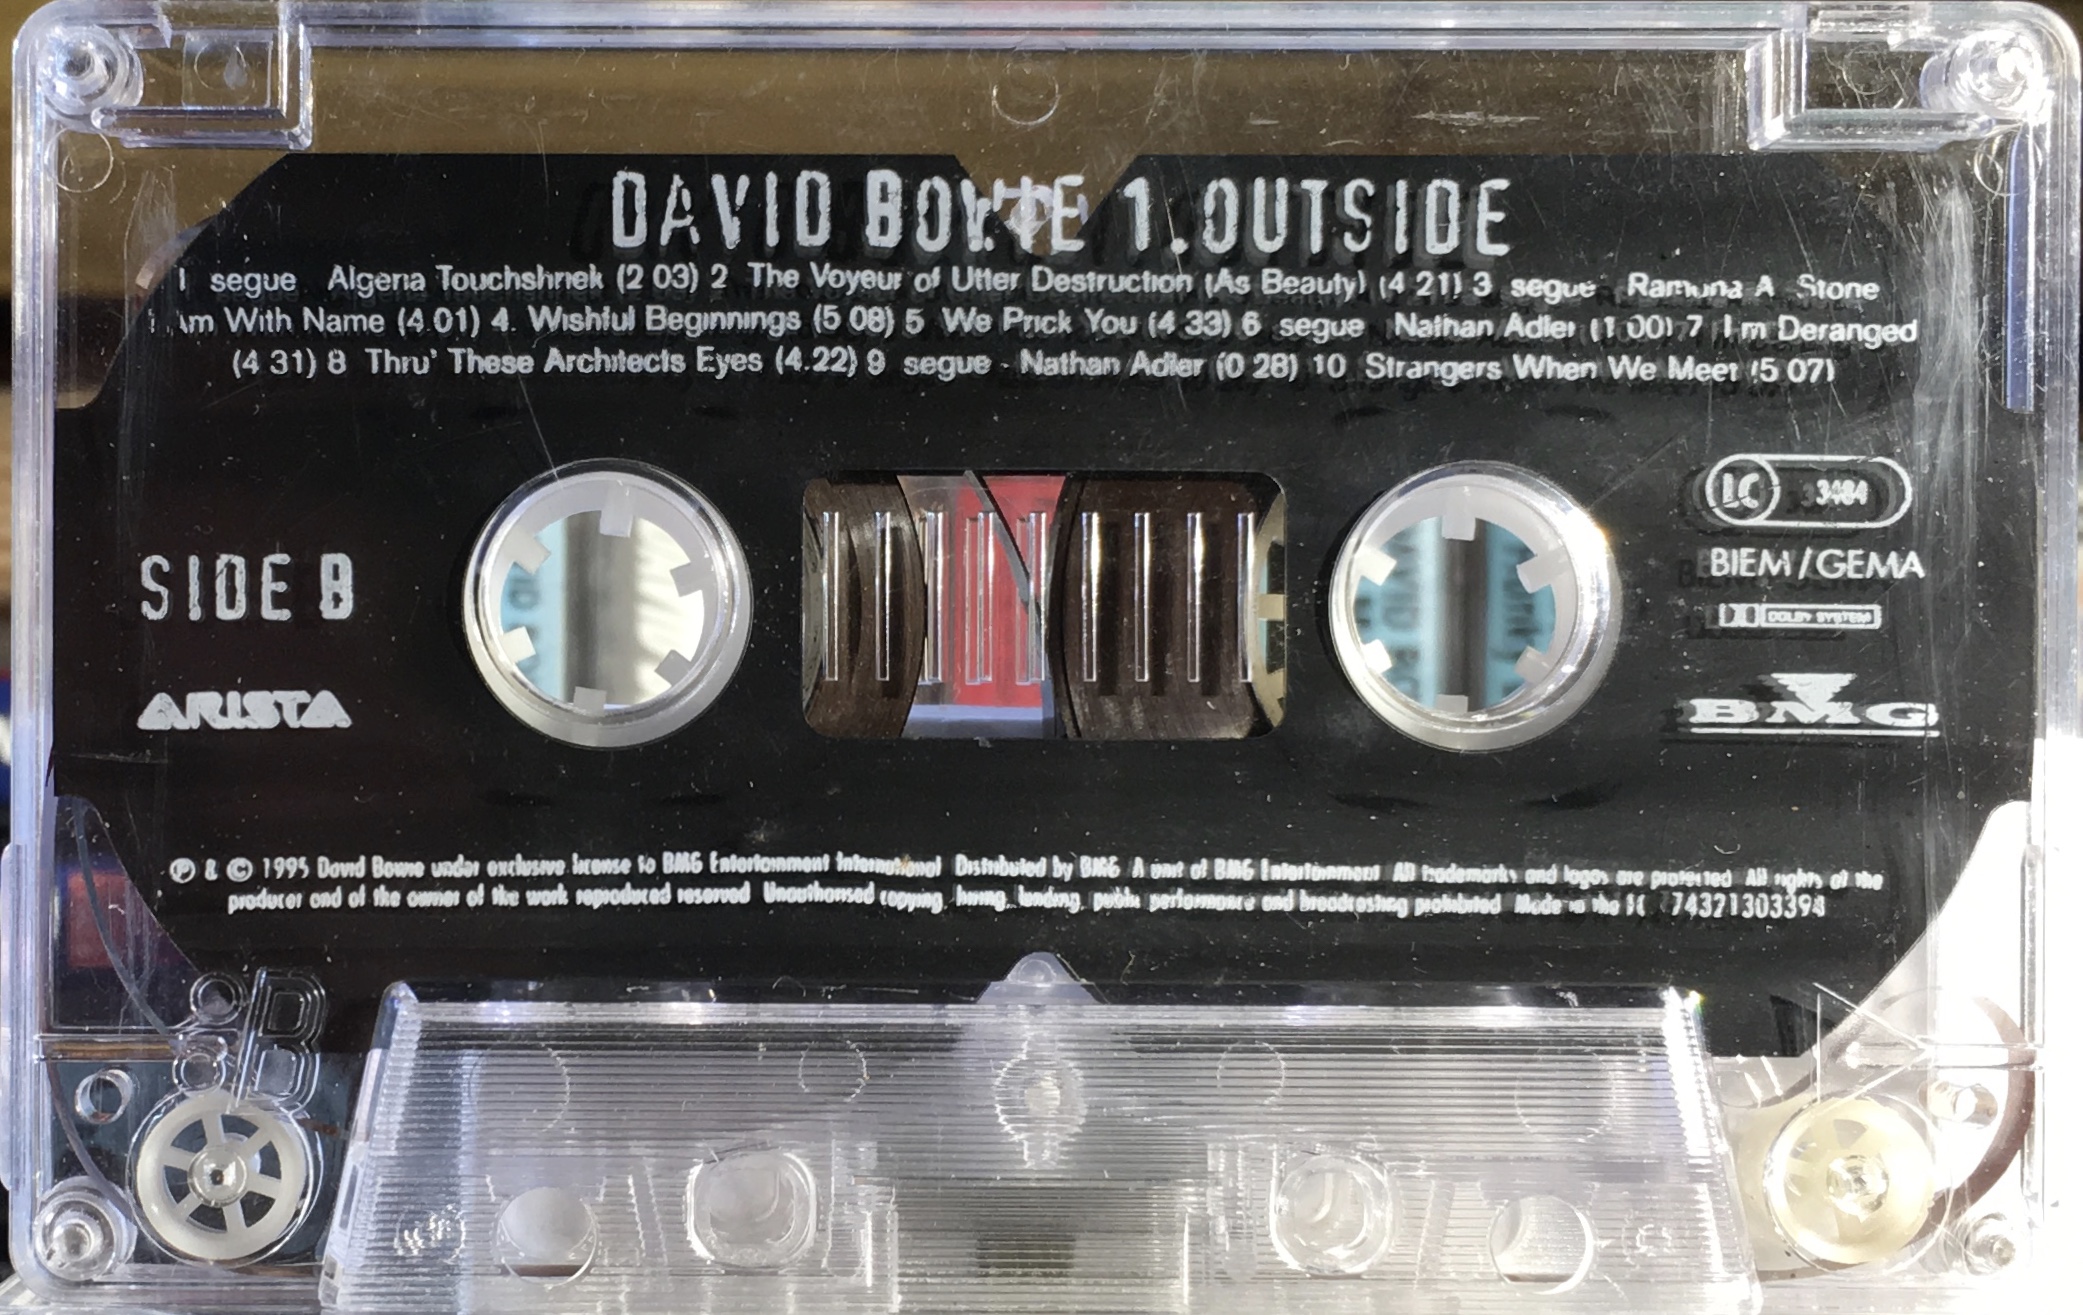 DAVID BOWIE 1.OUTSIDE
1 segue Algeria Touchshriek (2 03) 2 The Voyeur of Utter Destruction (As Beauty) (4 21) 3 segue Ramona A Stone
I Am With Name (4.01) 4. Wishful Beginnings (5 08) 5 We Prick You (4 33) 6 segue Nathan Adler (1 00) 7 I m Deranged
(4 31) 8 Thru' These Architects Eyes (4.22) 9 segue - Nathan Adler (0 28) 10 Strangers When We Meet (5 07)
LC 3484
BIEM/GEMA
DOLBY SYSTEM
SIDE B
ARISTA
BMG
℗ & © 1995 David Bowie under exclusive license to BMG Entertainment International Distributed by BMG A unit of BMG Entertainment All trademarks and logos are protected All rights of the
producer and of the owner of the work reproduced reserved Unauthorised copying, hiring, lending, public performance and broadcasting prohibited Made in the 74321303394
B